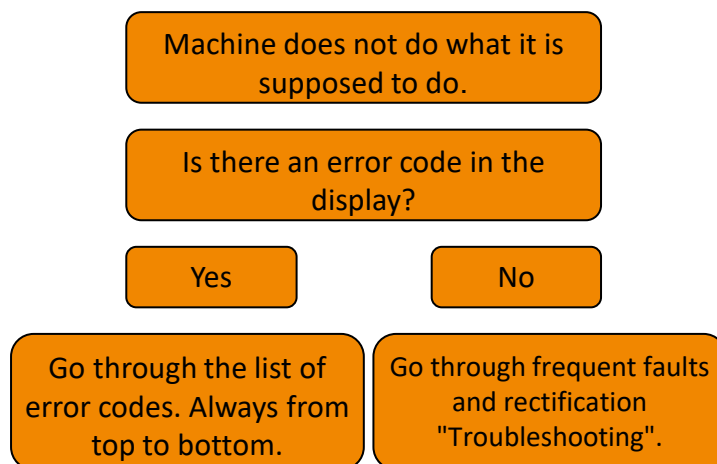 Machine does not do what it is
supposed to do.
Is there an error code in the
display?
Yes
No
Go through the list of
error codes. Always from
top to bottom.
Go through frequent faults
and rectification
"Troubleshooting".